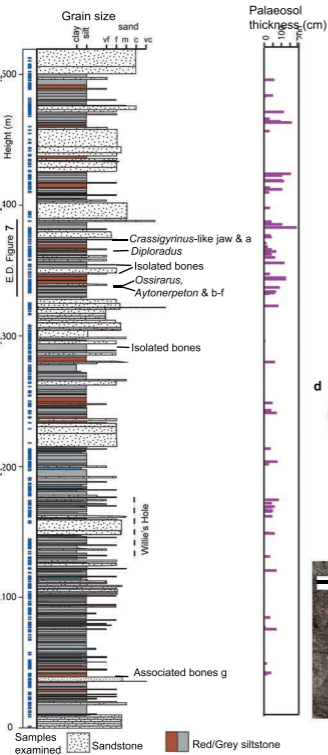 Grain size
Palaeosol
thickness (cm)
sand
clay
silt
vf f m c vc
0
100
200
,500
Height (m)
,400
E.D. Figure 7
Crassigyrinus-like jaw & a
Diploradus
Isolated bones
Ossirarus,
Aytonerpeton & b-f
,300
Isolated bones
d
,200
Willie's Hole
,100
Associated bones g
0
Samples
examined
Sandstone
Red/Grey siltstone